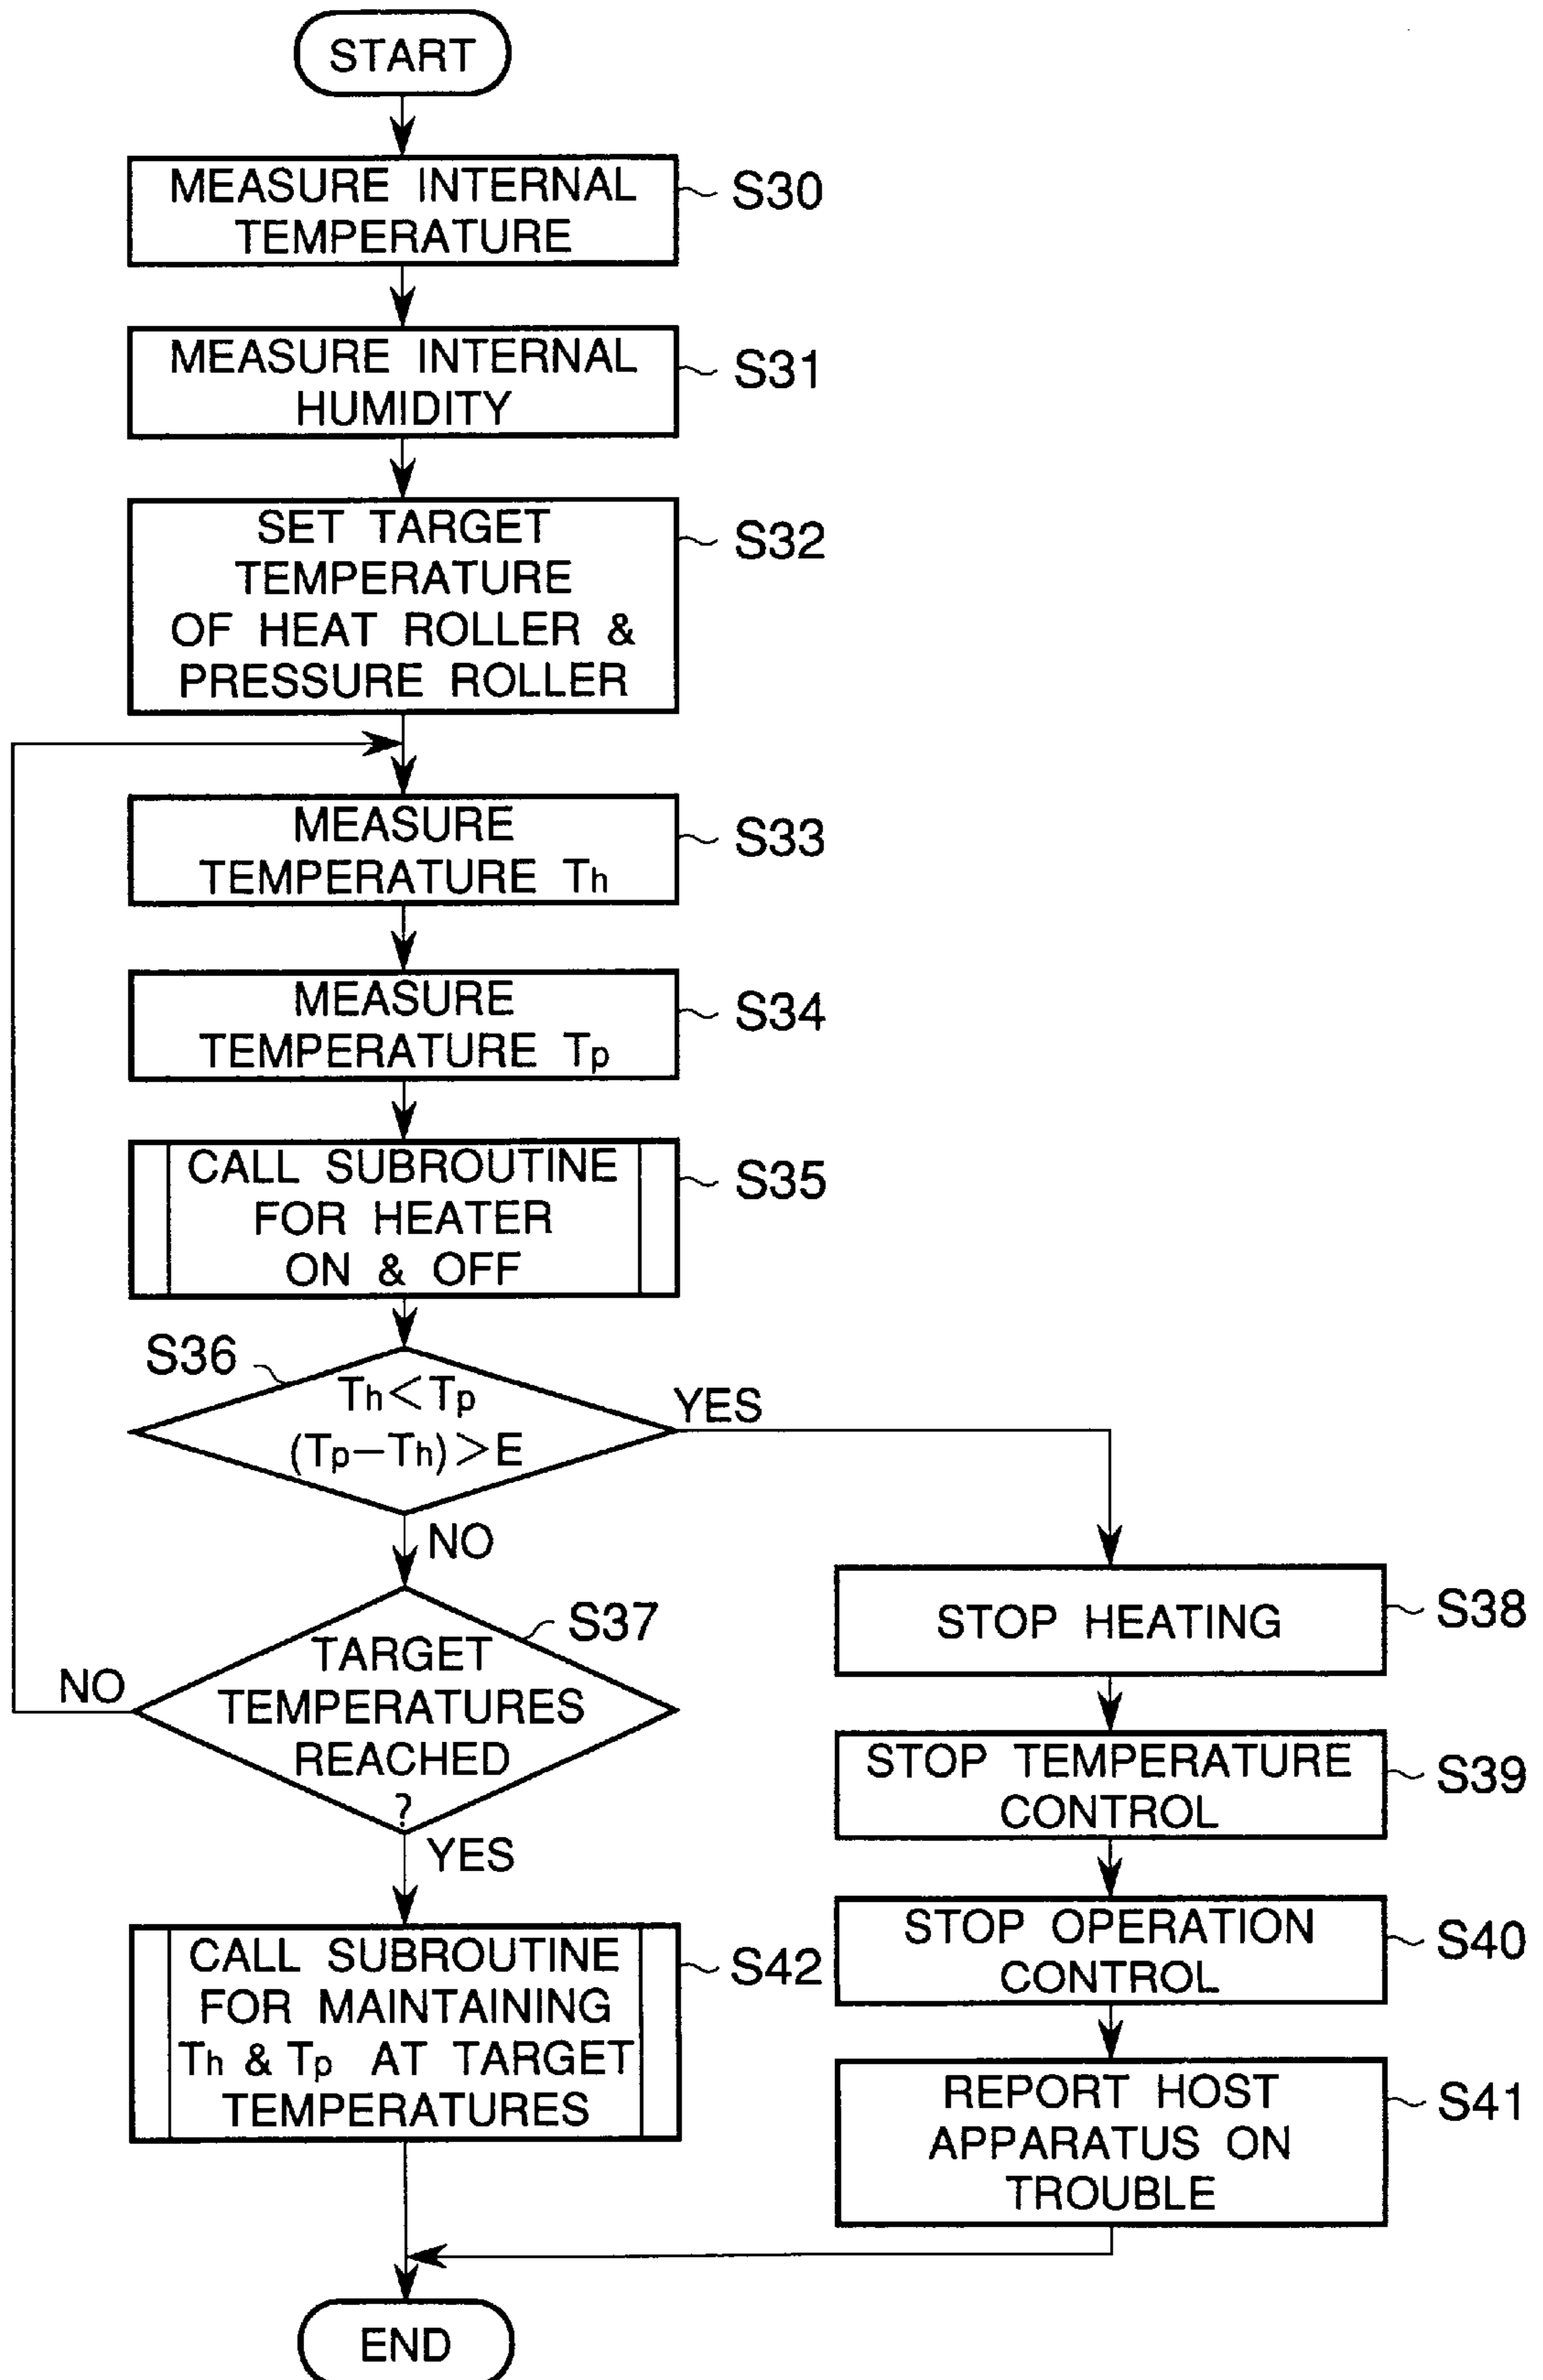 START
MEASURE INTERNAL
TEMPERATURE
S30
MEASURE INTERNAL
HUMIDITY
S31
SET TARGET
TEMPERATURE
OF HEAT ROLLER &
PRESSURE ROLLER
S32
MEASURE
TEMPERATURE Th
S33
MEASURE
TEMPERATURE Tp
S34
CALL SUBROUTINE
FOR HEATER
ON & OFF
S35
S36
Th<Tp
(Tp−Th)>E
YES
NO
S37
TARGET
TEMPERATURES
REACHED
?
NO
YES
STOP HEATING
S38
STOP TEMPERATURE
CONTROL
S39
STOP OPERATION
CONTROL
S40
REPORT HOST
APPARATUS ON
TROUBLE
S41
CALL SUBROUTINE
FOR MAINTAINING
Th & Tp AT TARGET
TEMPERATURES
S42
END